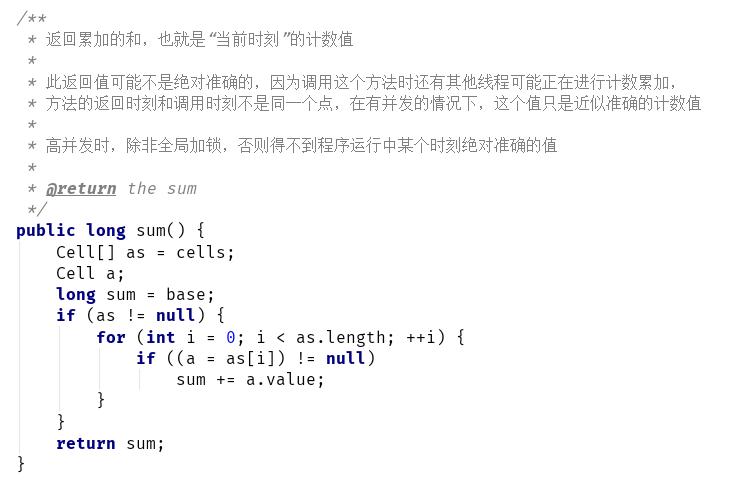 /**
 * 返回累加的和，也就是“当前时刻”的计数值
 *
 * 此返回值可能不是绝对准确的，因为调用这个方法时还有其他线程可能正在进行计数累加，
 * 方法的返回时刻和调用时刻不是同一个点，在有并发的情况下，这个值只是近似准确的计数值
 *
 * 高并发时，除非全局加锁，否则得不到程序运行中某个时刻绝对准确的值
 *
 * @return the sum
 */
public long sum() {
    Cell[] as = cells;
    Cell a;
    long sum = base;
    if (as != null) {
        for (int i = 0; i < as.length; ++i) {
            if ((a = as[i]) != null)
                sum += a.value;
        }
    }
    return sum;
}